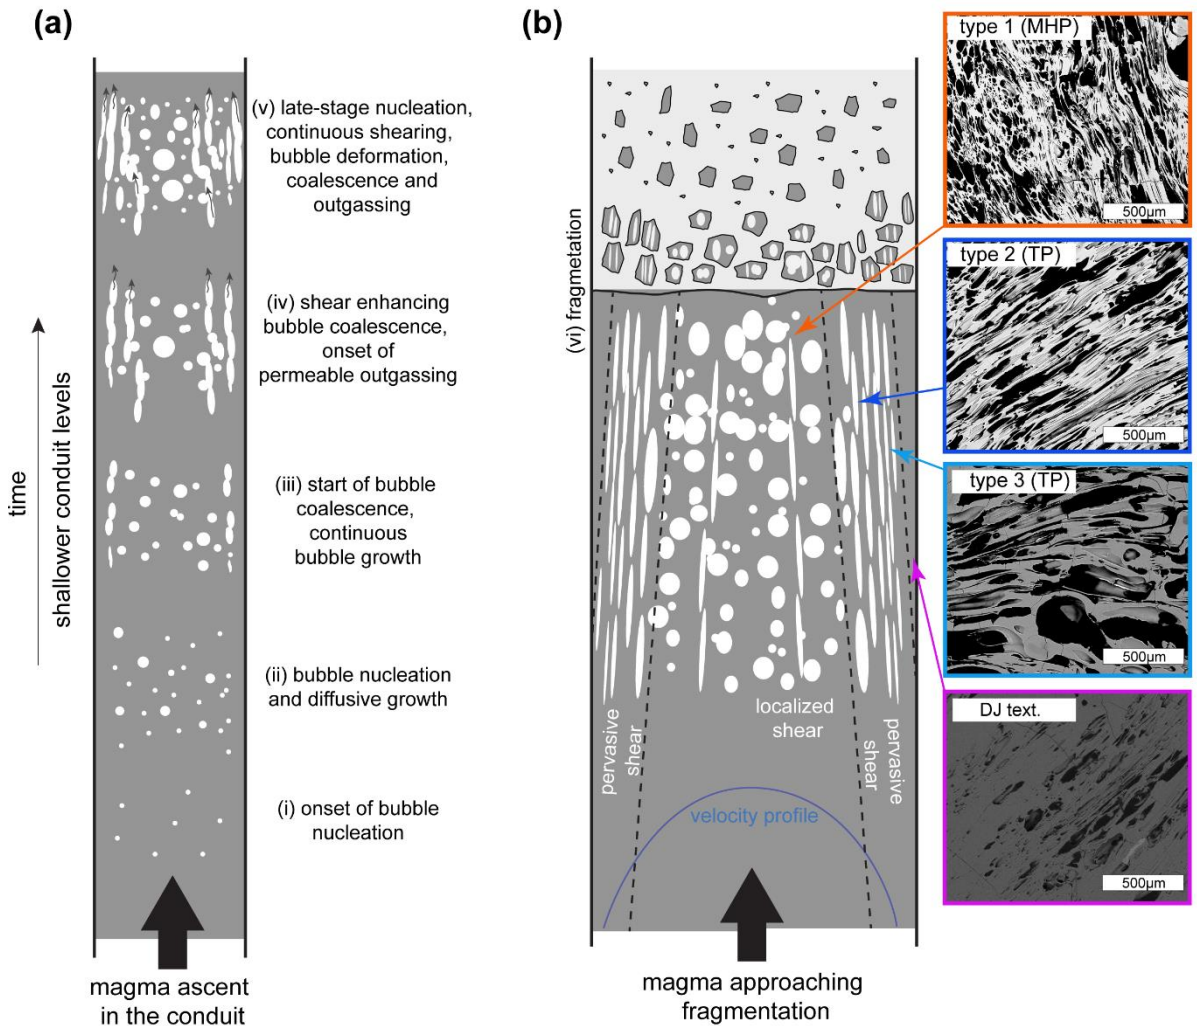 (a)
(v) late-stage nucleation,
continuous shearing,
bubble deformation,
coalescence and
outgassing
(iv) shear enhancing
bubble coalescence,
onset of
permeable outgassing
(iii) start of bubble
coalescence,
continuous
bubble growth
(ii) bubble nucleation
and diffusive growth
(i) onset of bubble
nucleation
time
shallower conduit levels
magma ascent
in the conduit
(b)
(vi) fragmetation
localized
shear
pervasive
shear
shear
pervasive
velocity profile
magma approaching
fragmentation
type 1 (MHP)
500µm
type 2 (TP)
500µm
type 3 (TP)
500µm
DJ text.
500µm